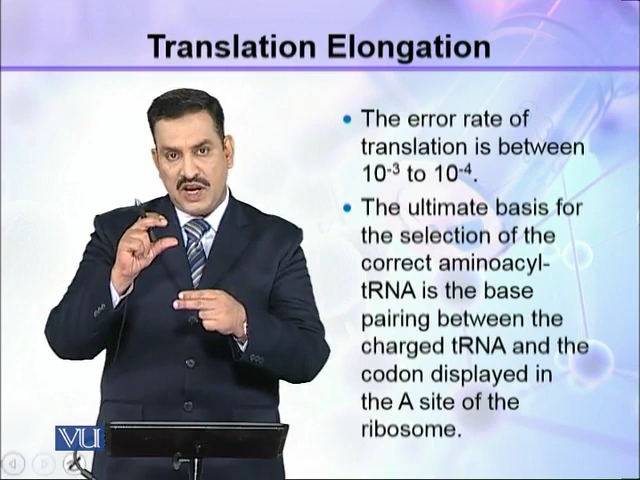 Translation Elongation
• The error rate of
translation is between
10⁻³ to 10⁻⁴.
• The ultimate basis for
the selection of the
correct aminoacyl-
tRNA is the base
pairing between the
charged tRNA and the
codon displayed in
the A site of the
ribosome.
VU